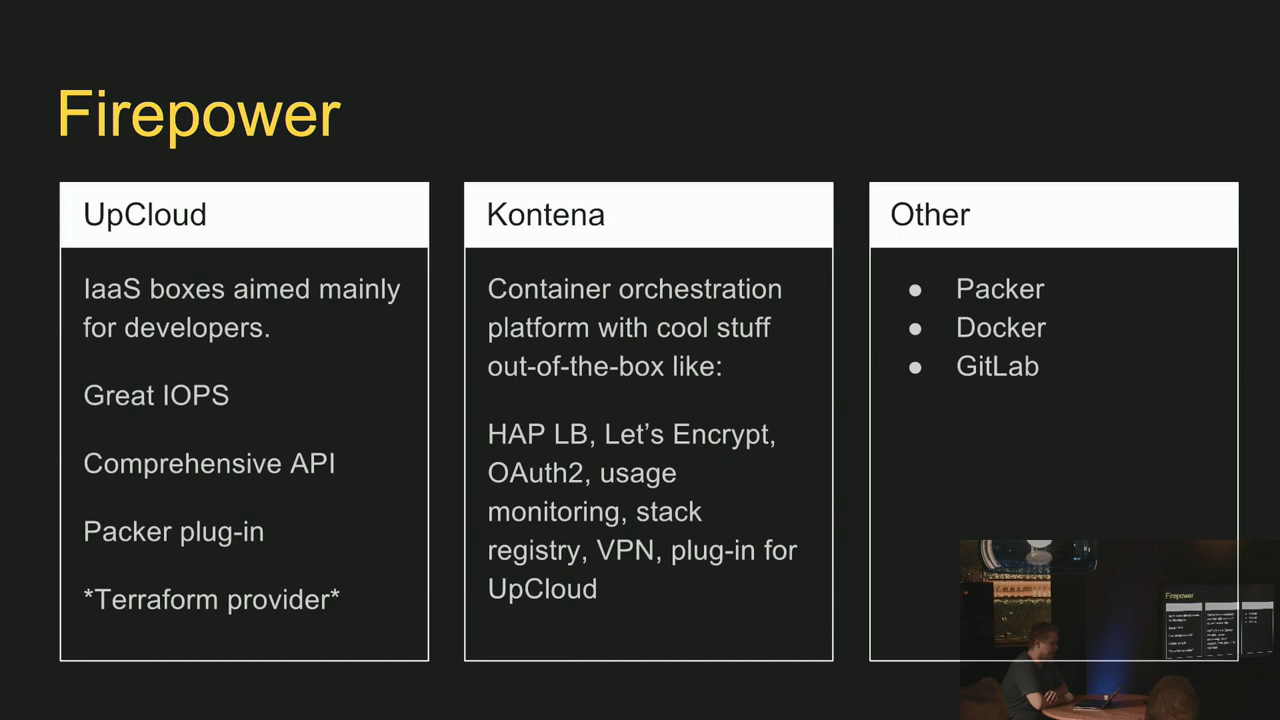 Firepower
UpCloud
IaaS boxes aimed mainly
for developers.
Great IOPS
Comprehensive API
Packer plug-in
*Terraform provider*
Kontena
Container orchestration
platform with cool stuff
out-of-the-box like:
HAP LB, Let’s Encrypt,
OAuth2, usage
monitoring, stack
registry, VPN, plug-in for
UpCloud
Other
● Packer
● Docker
● GitLab
Firepower